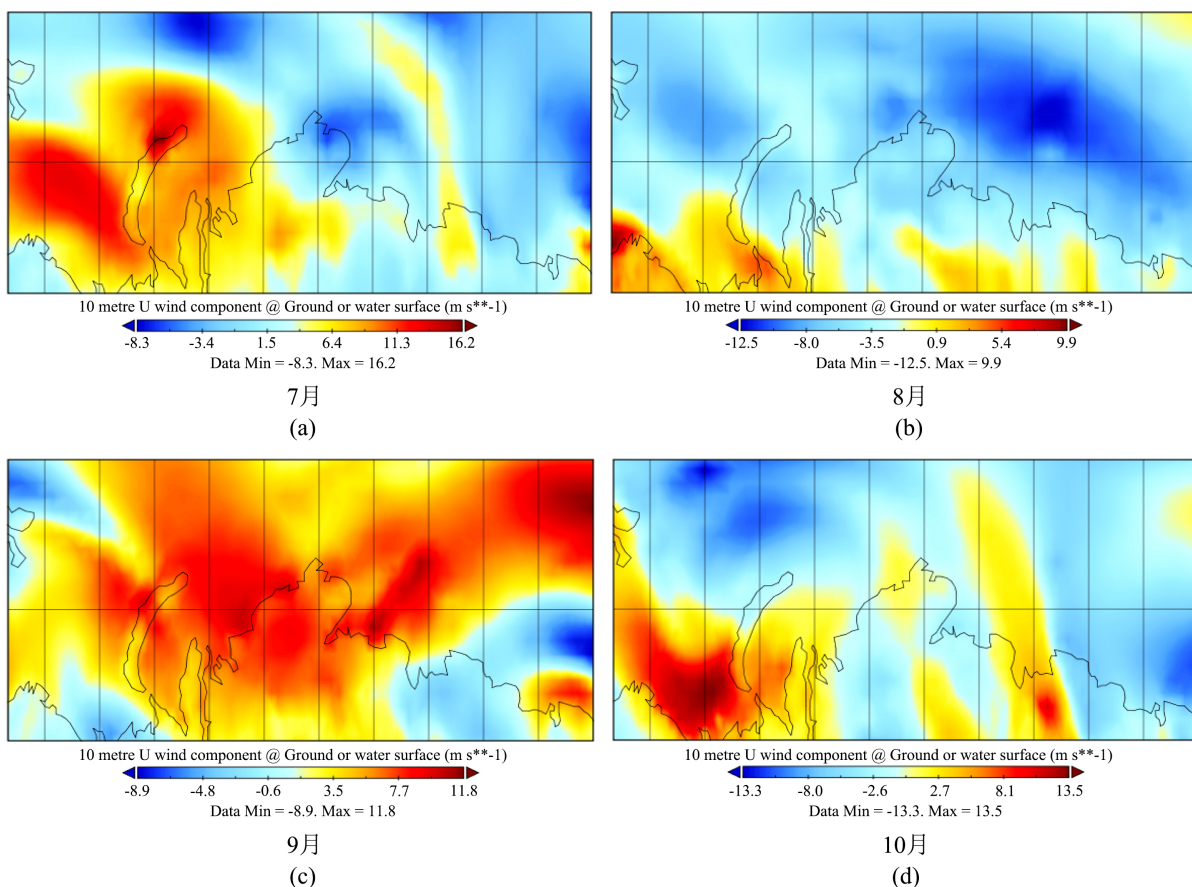 10 metre U wind component @ Ground or water surface (m s**-1)
-8.3 -3.4 1.5 6.4 11.3 16.2
Data Min = -8.3. Max = 16.2
7月
(a)
10 metre U wind component @ Ground or water surface (m s**-1)
-12.5 -8.0 -3.5 0.9 5.4 9.9
Data Min = -12.5. Max = 9.9
8月
(b)
10 metre U wind component @ Ground or water surface (m s**-1)
-8.9 -4.8 -0.6 3.5 7.7 11.8
Data Min = -8.9. Max = 11.8
9月
(c)
10 metre U wind component @ Ground or water surface (m s**-1)
-13.3 -8.0 -2.6 2.7 8.1 13.5
Data Min = -13.3. Max = 13.5
10月
(d)